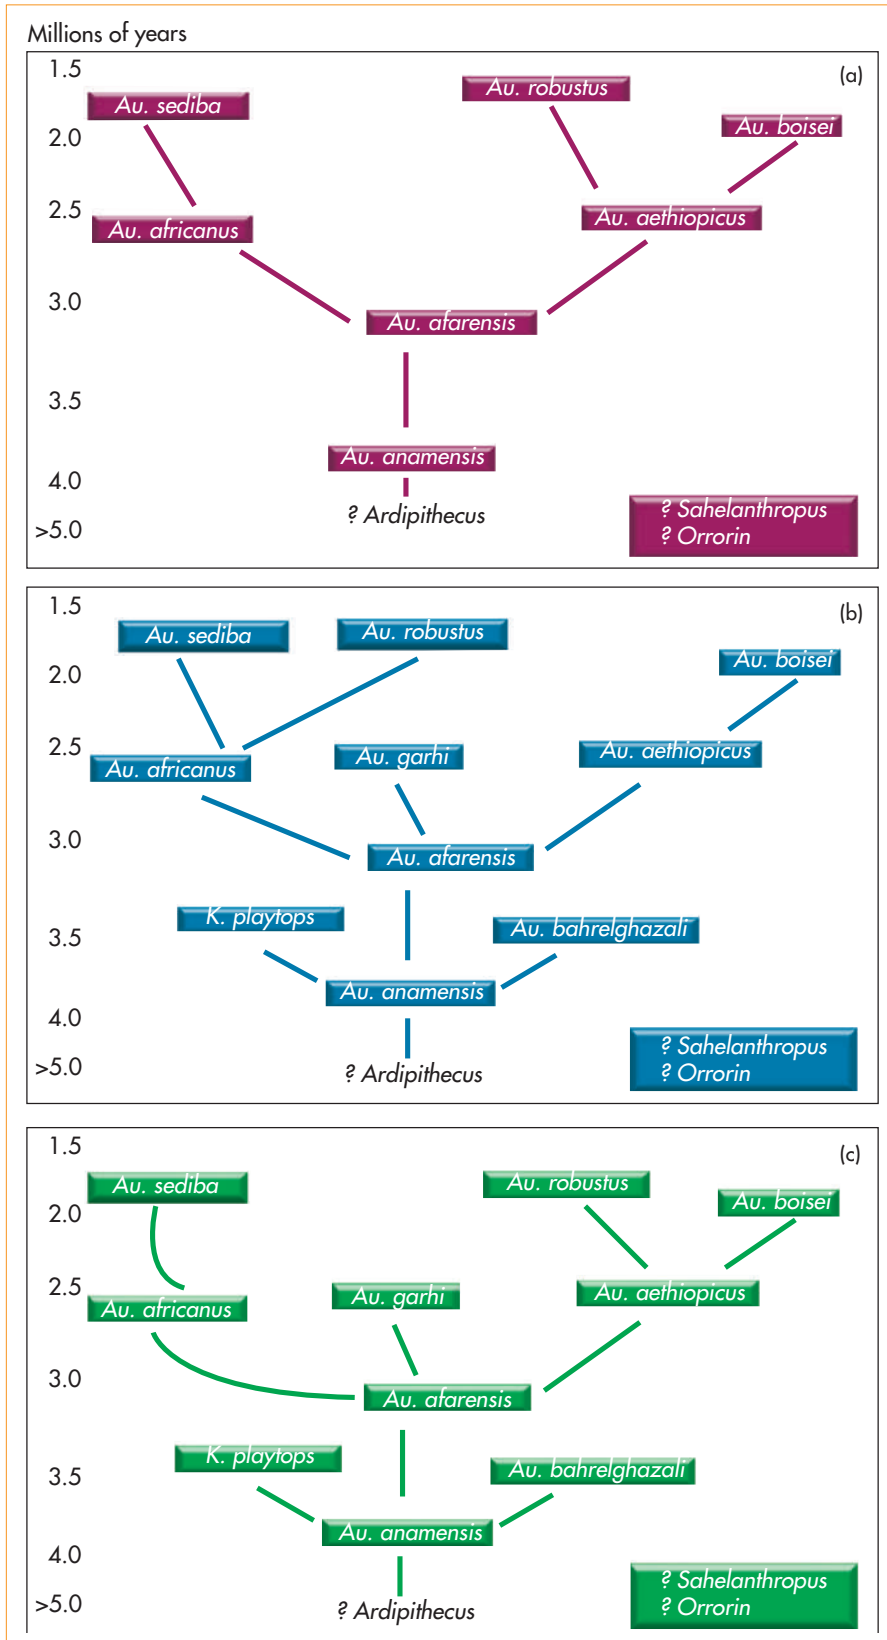 Millions of years
(a)
1.5
Au. sediba
Au. robustus
2.0
Au. boisei
2.5
Au. africanus
Au. aethiopicus
3.0
Au. afarensis
3.5
Au. anamensis
4.0
? Ardipithecus
? Sahelanthropus
>5.0
? Orrorin
(b)
1.5
Au. sediba
Au. robustus
2.0
Au. boisei
2.5
Au. africanus
Au. garhi
Au. aethiopicus
3.0
Au. afarensis
K. playtops
Au. bahrelghazali
3.5
Au. anamensis
4.0
? Sahelanthropus
>5.0
? Ardipithecus
? Orrorin
(c)
1.5
Au. sediba
Au. robustus
Au. boisei
2.0
2.5
Au. africanus
Au. garhi
Au. aethiopicus
3.0
Au. afarensis
K. playtops
Au. bahrelghazali
3.5
Au. anamensis
4.0
? Sahelanthropus
>5.0
? Ardipithecus
? Orrorin